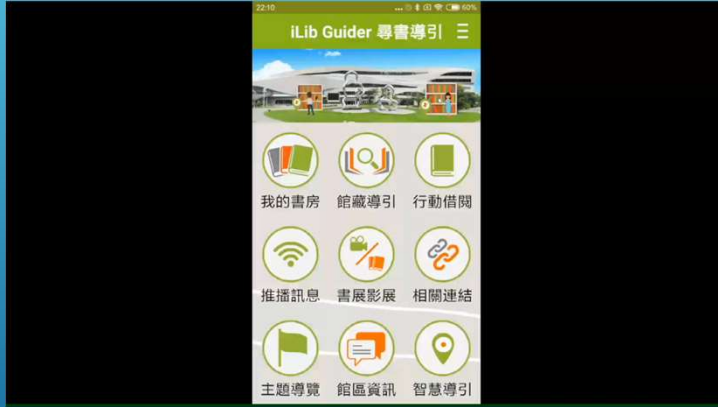 22:10
... 60%
iLib Guider 尋書導引
我的書房 館藏導引 行動借閱
推播訊息 書展影展 相關連結
主題導覽 館區資訊 智慧導引